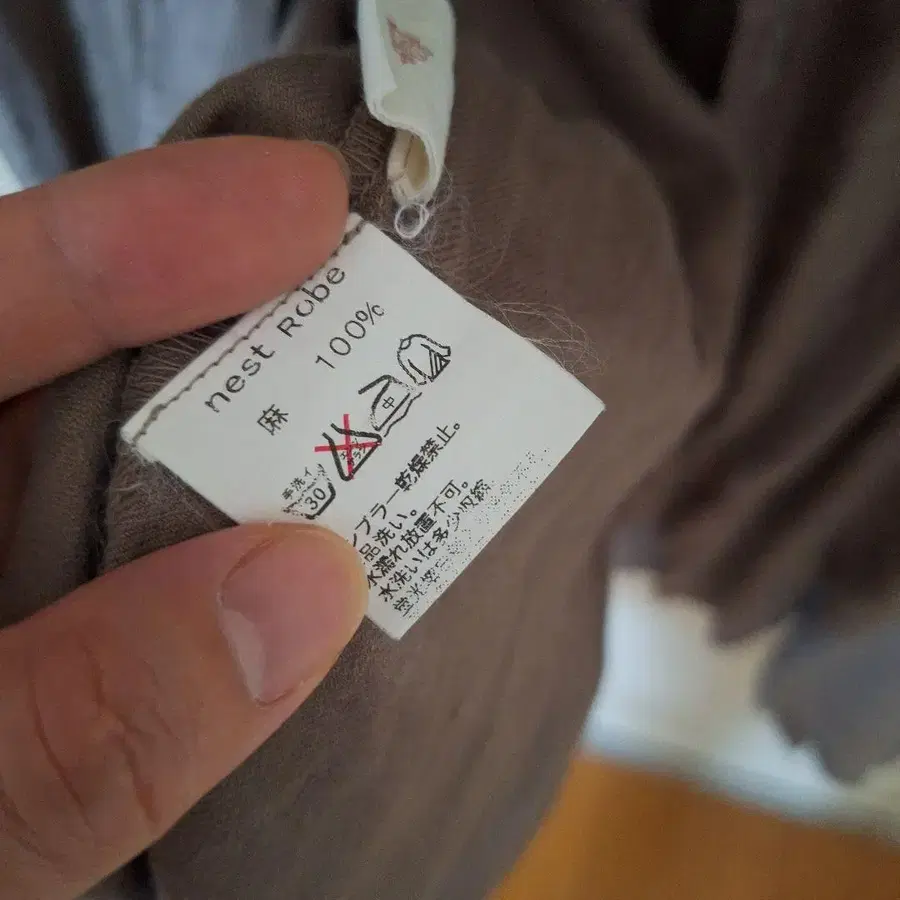 nest Robe
麻 100%
手洗イ
30
中
ンブラー乾燥禁止。
品洗い。
水濡れ放置不可。
水洗いは多少収縮